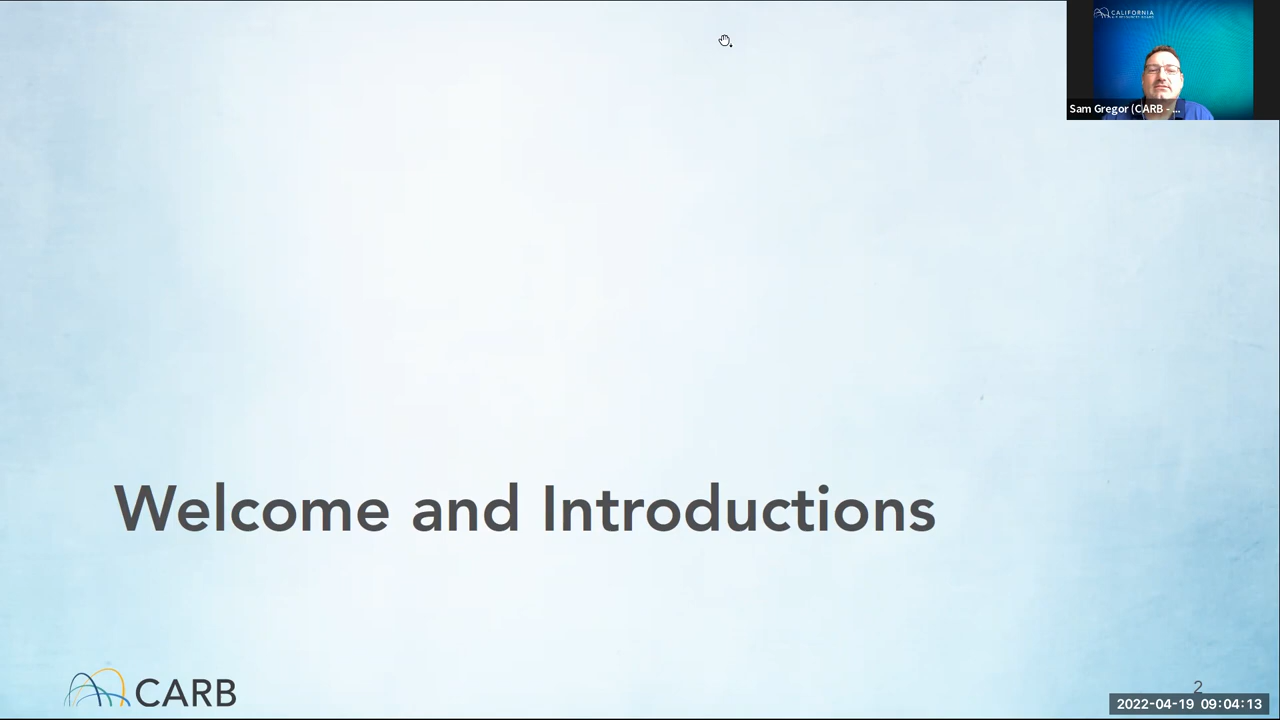 CALIFORNIA
Sam Gregor (CARB - ...
Welcome and Introductions
CARB
2
2022-04-19 09:04:13